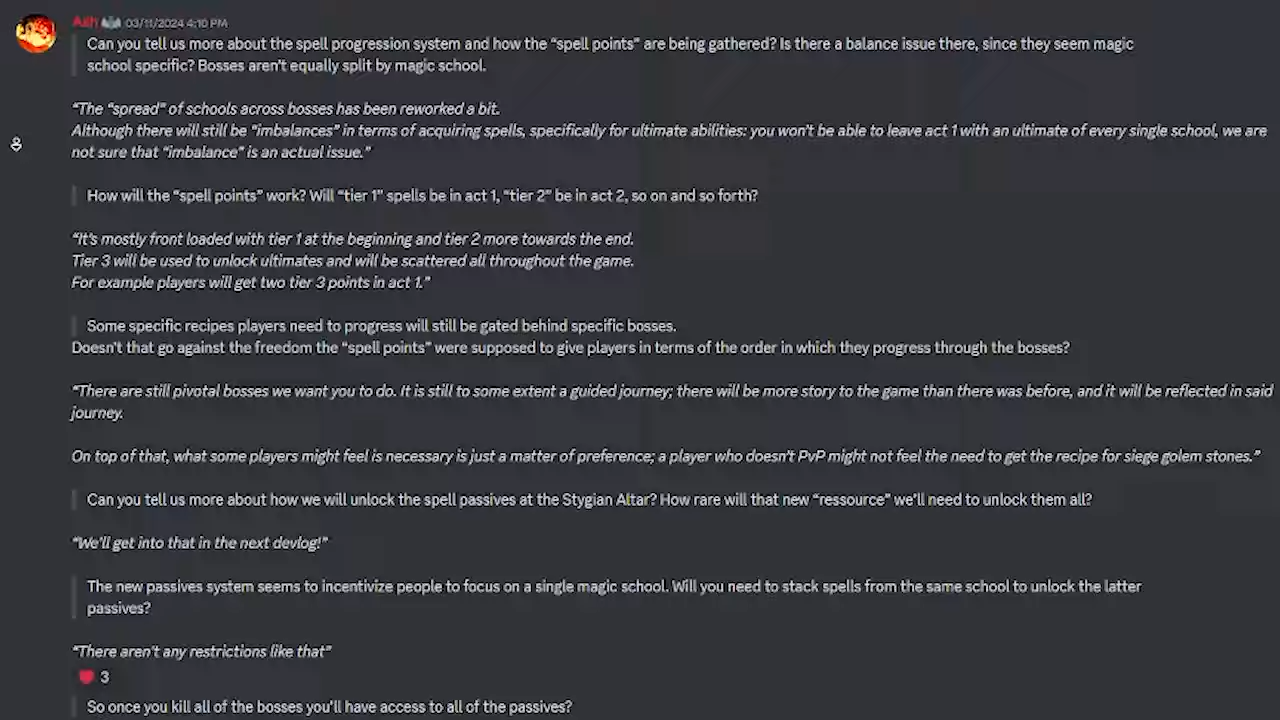 Ash 03/11/2024 4:10 PM
Can you tell us more about the spell progression system and how the “spell points” are being gathered? Is there a balance issue there, since they seem magic
school specific? Bosses aren't equally split by magic school.
“The “spread” of schools across bosses has been reworked a bit.
Although there will still be “imbalances” in terms of acquiring spells, specifically for ultimate abilities: you won't be able to leave act 1 with an ultimate of every single school, we are
not sure that “imbalance” is an actual issue.”
How will the “spell points” work? Will “tier 1” spells be in act 1, “tier 2” be in act 2, so on and so forth?
“It's mostly front loaded with tier 1 at the beginning and tier 2 more towards the end.
Tier 3 will be used to unlock ultimates and will be scattered all throughout the game.
For example players will get two tier 3 points in act 1.”
Some specific recipes players need to progress will still be gated behind specific bosses.
Doesn't that go against the freedom the “spell points” were supposed to give players in terms of the order in which they progress through the bosses?
“There are still pivotal bosses we want you to do. It is still to some extent a guided journey; there will be more story to the game than there was before, and it will be reflected in said
journey.
On top of that, what some players might feel is necessary is just a matter of preference; a player who doesn't PvP might not feel the need to get the recipe for siege golem stones.”
Can you tell us more about how we will unlock the spell passives at the Stygian Altar? How rare will that new “ressource” we'll need to unlock them all?
“We'll get into that in the next devlog!”
The new passives system seems to incentivize people to focus on a single magic school. Will you need to stack spells from the same school to unlock the latter
passives?
“There aren't any restrictions like that”
3
So once you kill all of the bosses you'll have access to all of the passives?